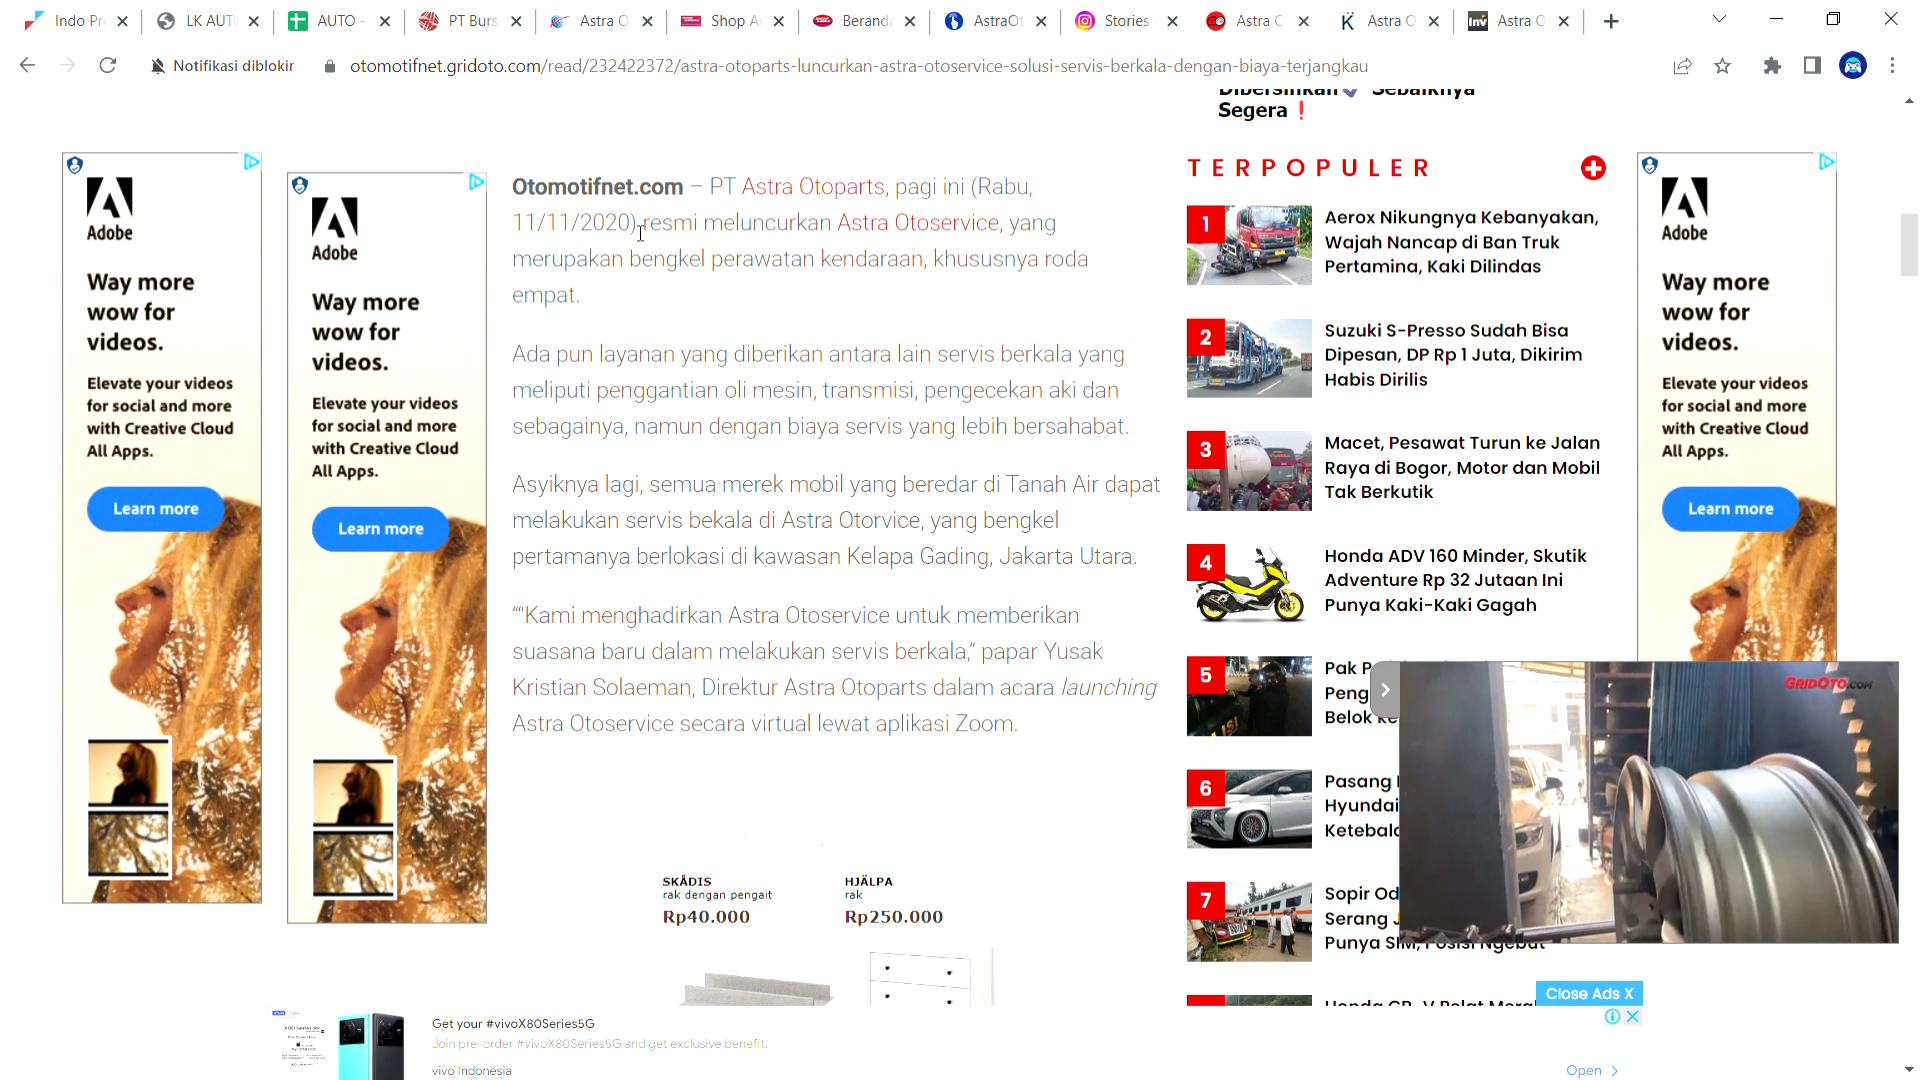 Indo Pr
LK AUT
AUTO -
PT Burs
Astra O
Shop A
Berand
AstraOt
Stories
Astra C
Astra O
Astra O
Notifikasi diblokir
otomotifnet.gridoto.com/read/232422372/astra-otoparts-luncurkan-astra-otoservice-solusi-servis-berkala-dengan-biaya-terjangkau
Dibersihkan Sebaiknya
Segera❗
Adobe
Way more
wow for
videos.
Elevate your videos
for social and more
with Creative Cloud
All Apps.
Learn more
Adobe
Way more
wow for
videos.
Elevate your videos
for social and more
with Creative Cloud
All Apps.
Learn more
Otomotifnet.com – PT Astra Otoparts, pagi ini (Rabu,
11/11/2020) resmi meluncurkan Astra Otoservice, yang
merupakan bengkel perawatan kendaraan, khususnya roda
empat.
Ada pun layanan yang diberikan antara lain servis berkala yang
meliputi penggantian oli mesin, transmisi, pengecekan aki dan
sebagainya, namun dengan biaya servis yang lebih bersahabat.
Asyiknya lagi, semua merek mobil yang beredar di Tanah Air dapat
melakukan servis bekala di Astra Otorvice, yang bengkel
pertamanya berlokasi di kawasan Kelapa Gading, Jakarta Utara.
““Kami menghadirkan Astra Otoservice untuk memberikan
suasana baru dalam melakukan servis berkala,” papar Yusak
Kristian Solaeman, Direktur Astra Otoparts dalam acara launching
Astra Otoservice secara virtual lewat aplikasi Zoom.
SKÅDIS
rak dengan pengait
Rp40.000
HJÄLPA
rak
Rp250.000
TERPOPULER
1
Aerox Nikungnya Kebanyakan,
Wajah Nancap di Ban Truk
Pertamina, Kaki Dilindas
2
Suzuki S-Presso Sudah Bisa
Dipesan, DP Rp 1 Juta, Dikirim
Habis Dirilis
3
Macet, Pesawat Turun ke Jalan
Raya di Bogor, Motor dan Mobil
Tak Berkutik
4
Honda ADV 160 Minder, Skutik
Adventure Rp 32 Jutaan Ini
Punya Kaki-Kaki Gagah
5
Pak P
Peng
Belok Ke
6
Pasang
Hyundai
Ketebala
7
Sopir Od
Serang J
Punya SIM, Posisi Ngebut
Honda CR-V Pelat Mera
Adobe
Way more
wow for
videos.
Elevate your videos
for social and more
with Creative Cloud
All Apps.
Learn more
GRIDOTO.COM
Close Ads X
Get your #vivoX80Series5G
Join pre-order #vivoX80Series5G and get exclusive benefit.
vivo Indonesia
Open